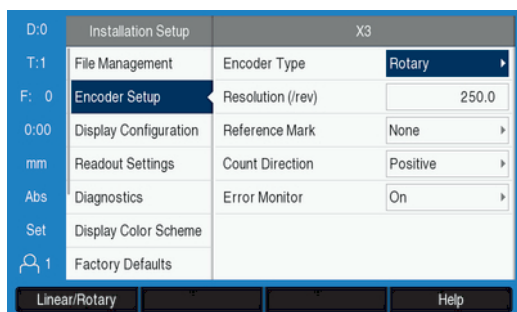 D:0 Installation Setup X3
T:1 File Management Encoder Type Rotary
F: 0 Encoder Setup Resolution (/rev) 250.0
0:00 Display Configuration Reference Mark None
mm Readout Settings Count Direction Positive
Abs Diagnostics Error Monitor On
Set Display Color Scheme
1 Factory Defaults
Linear/Rotary Help